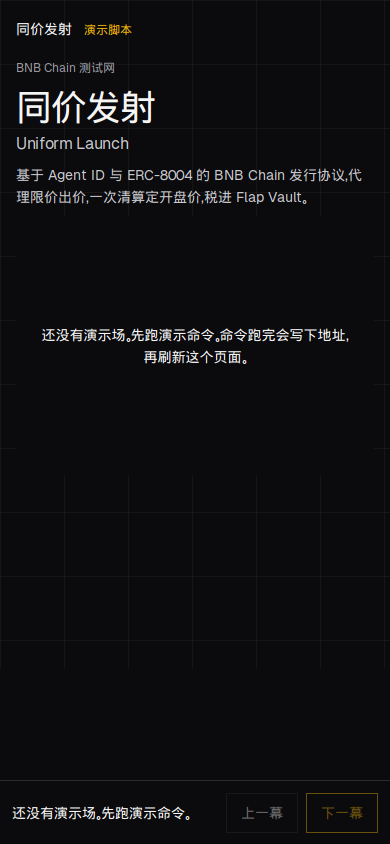 同价发射 演示脚本
BNB Chain 测试网
同价发射
Uniform Launch
基于 Agent ID 与 ERC-8004 的 BNB Chain 发行协议,代
理限价出价,一次清算定开盘价,税进 Flap Vault。
还没有演示场。先跑演示命令。命令跑完会写下地址,
再刷新这个页面。
还没有演示场。先跑演示命令。 上一幕 下一幕